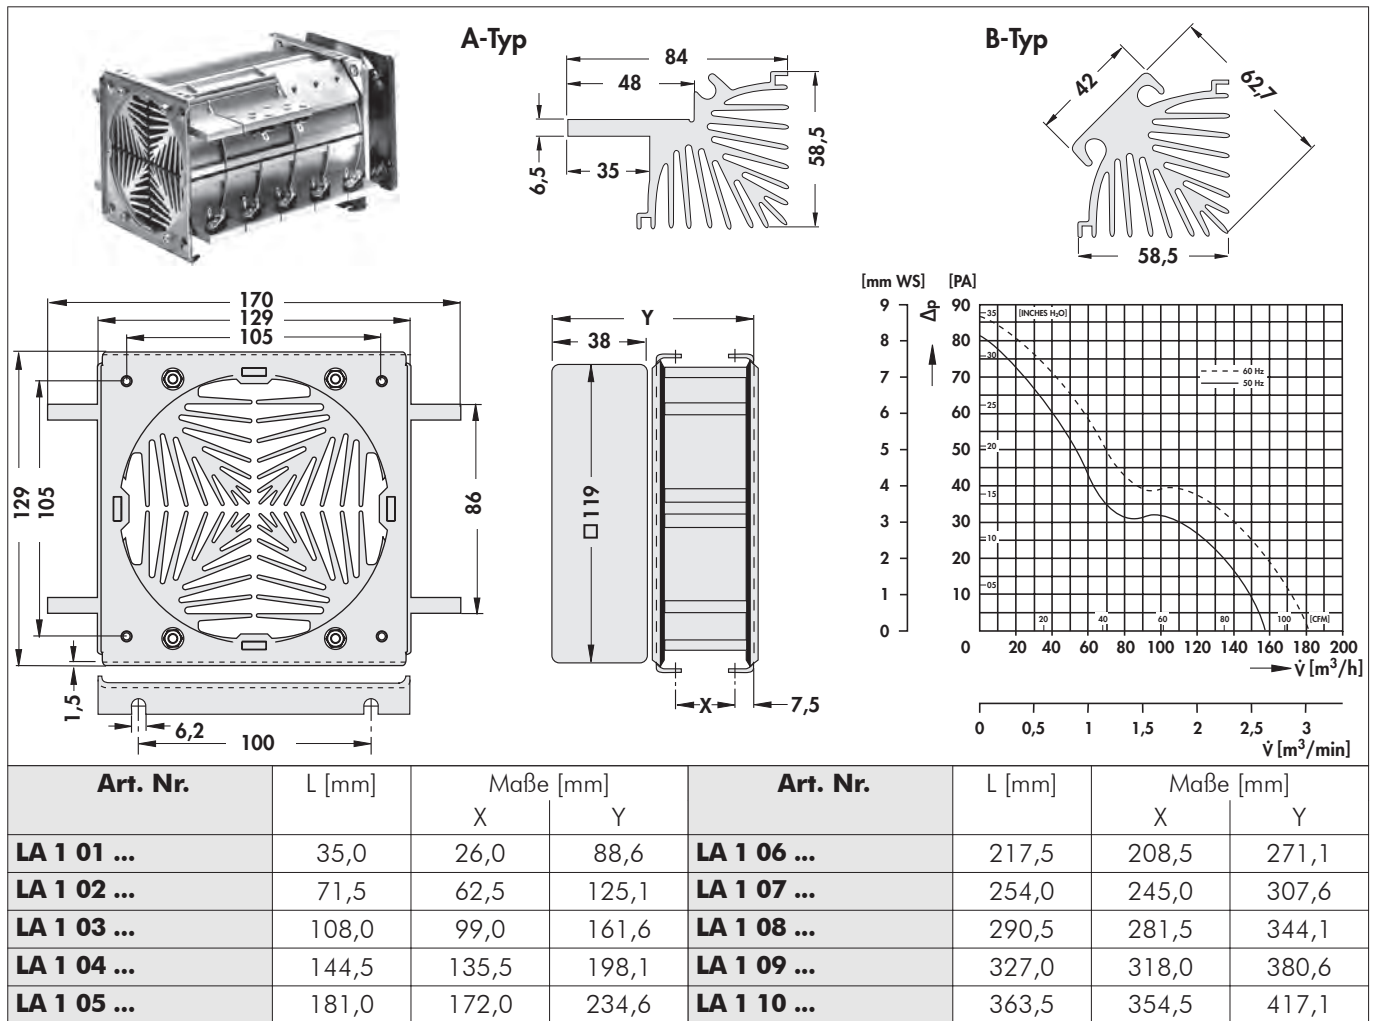 A-Typ
84
48
35
6,5
58,5
B-Typ
42
62,7
58,5
170
129
105
129
105
86
1,5
6,2
100
Y
38
□ 119
X
7,5
[mm WS] [PA]
Δp
9 90
8 80
7 70
6 60
5 50
4 40
3 30
2 20
1 10
0 0
35 [INCHES H₂O]
30
25
20
15
10
05
60 Hz
50 Hz
20 40 60 80 100 [CFM]
20 40 60 80 100 120 140 160 180 200
V̇ [m³/h]
0 0,5 1 1,5 2 2,5 3
V̇ [m³/min]
Art. Nr. L [mm] Maße [mm] Art. Nr. L [mm] Maße [mm]
X Y X Y
LA 1 01 ... 35,0 26,0 88,6 LA 1 06 ... 217,5 208,5 271,1
LA 1 02 ... 71,5 62,5 125,1 LA 1 07 ... 254,0 245,0 307,6
LA 1 03 ... 108,0 99,0 161,6 LA 1 08 ... 290,5 281,5 344,1
LA 1 04 ... 144,5 135,5 198,1 LA 1 09 ... 327,0 318,0 380,6
LA 1 05 ... 181,0 172,0 234,6 LA 1 10 ... 363,5 354,5 417,1